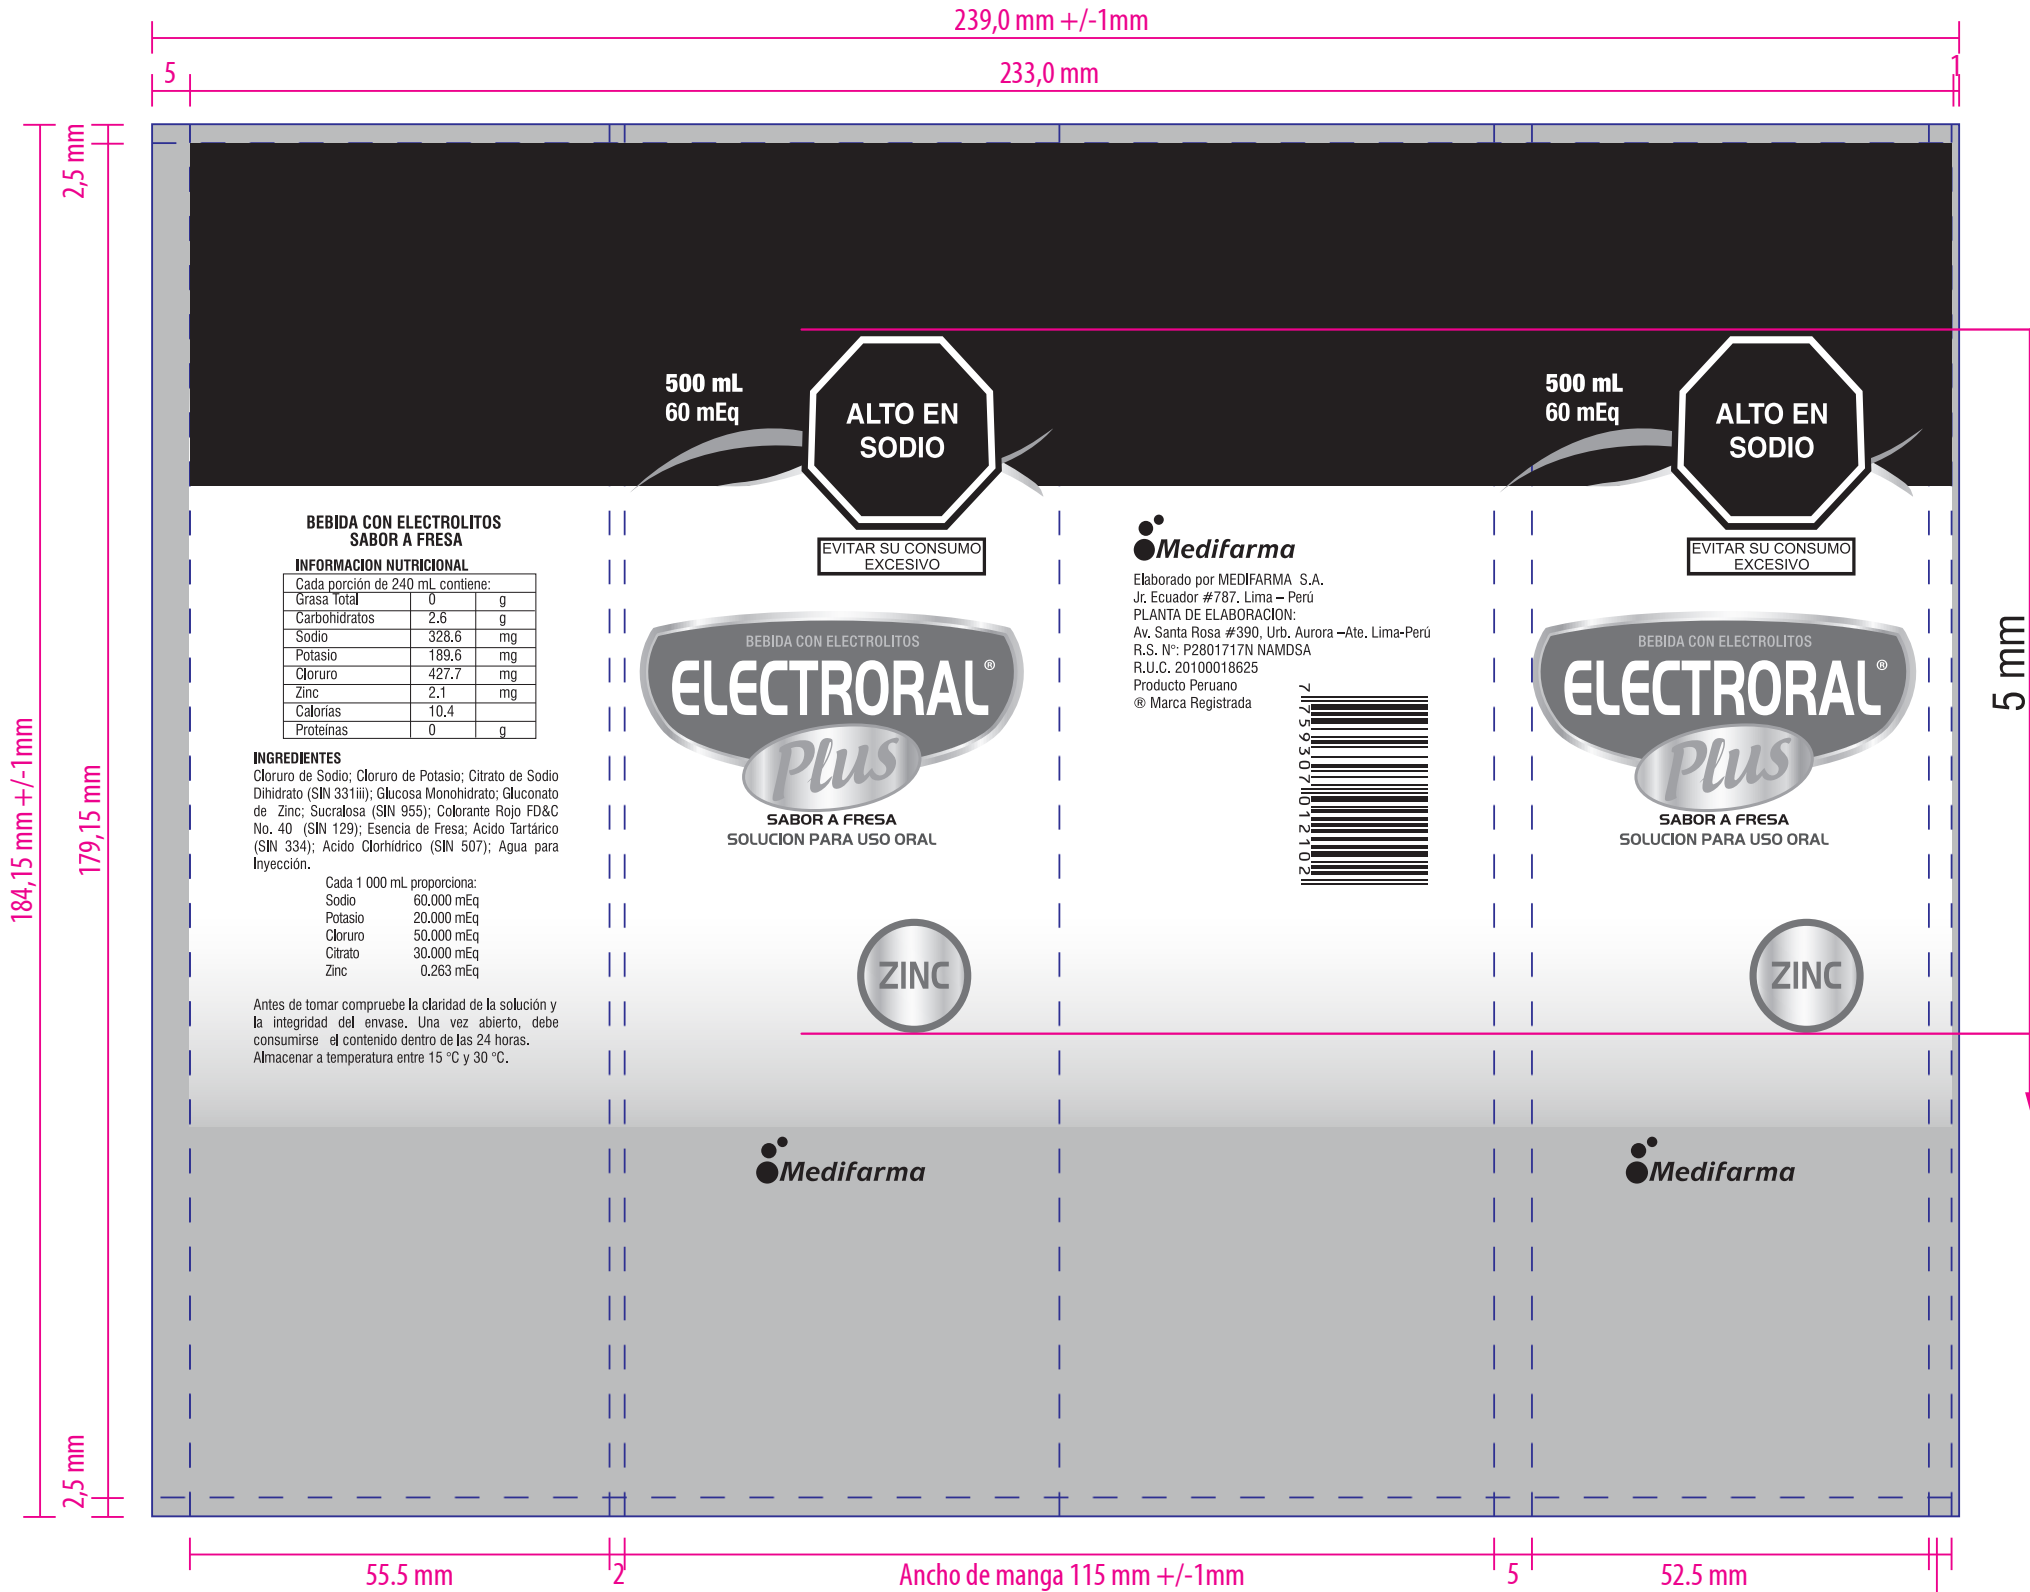 239,0 mm +/-1mm
5
233,0 mm
1
2,5 mm
184,15 mm +/-1mm
179,15 mm
2,5 mm
5 mm
500 mL
60 mEq
ALTO EN
SODIO
EVITAR SU CONSUMO
EXCESIVO
500 mL
60 mEq
ALTO EN
SODIO
EVITAR SU CONSUMO
EXCESIVO
BEBIDA CON ELECTROLITOS
SABOR A FRESA
INFORMACION NUTRICIONAL
Cada porción de 240 mL contiene:
Grasa Total 0 g
Carbohidratos 2.6 g
Sodio 328.6 mg
Potasio 189.6 mg
Cloruro 427.7 mg
Zinc 2.1 mg
Calorías 10.4
Proteínas 0 g
INGREDIENTES
Cloruro de Sodio; Cloruro de Potasio; Citrato de Sodio
Dihidrato (SIN 331iii); Glucosa Monohidrato; Gluconato
de Zinc; Sucralosa (SIN 955); Colorante Rojo FD&C
No. 40 (SIN 129); Esencia de Fresa; Acido Tartárico
(SIN 334); Acido Clorhídrico (SIN 507); Agua para
Inyección.
Cada 1 000 mL proporciona:
Sodio 60.000 mEq
Potasio 20.000 mEq
Cloruro 50.000 mEq
Citrato 30.000 mEq
Zinc 0.263 mEq
Antes de tomar compruebe la claridad de la solución y
la integridad del envase. Una vez abierto, debe
consumirse el contenido dentro de las 24 horas.
Almacenar a temperatura entre 15 °C y 30 °C.
BEBIDA CON ELECTROLITOS
ELECTRORAL®
Plus
SABOR A FRESA
SOLUCION PARA USO ORAL
ZINC
Medifarma
Medifarma
Elaborado por MEDIFARMA S.A.
Jr. Ecuador #787. Lima – Perú
PLANTA DE ELABORACION:
Av. Santa Rosa #390, Urb. Aurora –Ate. Lima-Perú
R.S. N°: P2801717N NAMDSA
R.U.C. 20100018625
Producto Peruano
® Marca Registrada
7 759307 012102
BEBIDA CON ELECTROLITOS
ELECTRORAL®
Plus
SABOR A FRESA
SOLUCION PARA USO ORAL
ZINC
Medifarma
55.5 mm
2
Ancho de manga 115 mm +/-1mm
5
52.5 mm